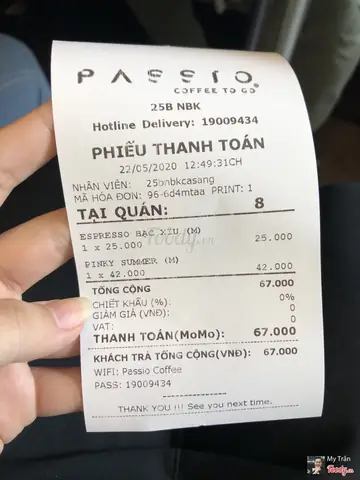 PASSIO
COFFEE TO GO
25B NBK
Hotline Delivery: 19009434
PHIẾU THANH TOÁN
22/05/2020 12:49:31CH
NHÂN VIÊN: 25bnbkcasang
MÃ HÓA ĐƠN: 96-6d4mtaa PRINT: 1
TẠI QUÁN: 8
ESPRESSO BẠC XỈU (M)
1 x 25.000 25.000
PINKY SUMMER (M)
1 x 42.000 42.000
TỔNG CỘNG 67.000
CHIẾT KHẤU (%): 0%
GIẢM GIÁ (VNĐ): 0
VAT: 0
THANH TOÁN(MoMo): 67.000
KHÁCH TRẢ TỔNG CỘNG(VNĐ): 67.000
WIFI: Passio Coffee
PASS: 19009434
THANK YOU !!! See you next time.
Foody.vn
My Trân
Foody.vn